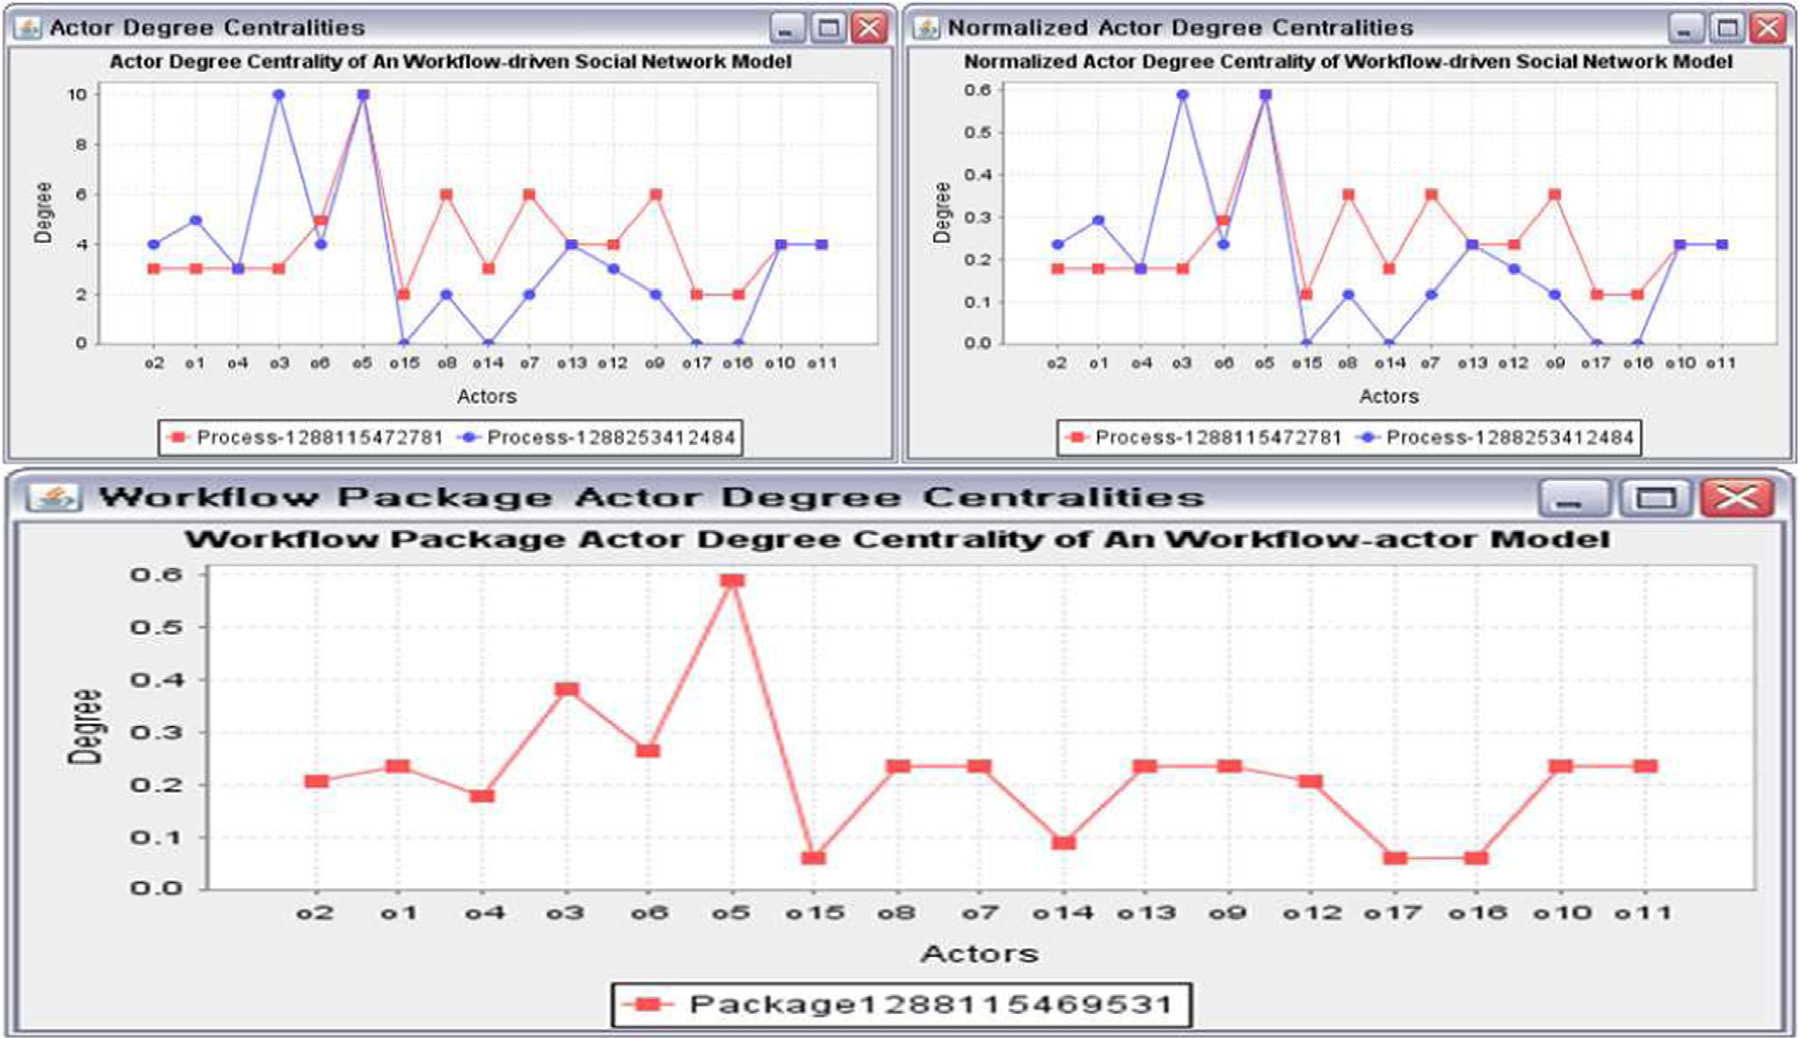 Actor Degree Centralities
Actor Degree Centrality of An Workflow-driven Social Network Model
10
8
6
4
2
0
Degree
o2 o1 o4 o3 o6 o5 o15 o8 o14 o7 o13 o12 o9 o17 o16 o10 o11
Actors
Process-1288115472781 Process-1288253412484
Normalized Actor Degree Centralities
Normalized Actor Degree Centrality of Workflow-driven Social Network Model
0.6
0.5
0.4
0.3
0.2
0.1
0.0
Degree
o2 o1 o4 o3 o6 o5 o15 o8 o14 o7 o13 o12 o9 o17 o16 o10 o11
Actors
Process-1288115472781 Process-1288253412484
Workflow Package Actor Degree Centralities
Workflow Package Actor Degree Centrality of An Workflow-actor Model
0.6
0.5
0.4
0.3
0.2
0.1
0.0
Degree
o2 o1 o4 o3 o6 o5 o15 o8 o7 o14 o13 o9 o12 o17 o16 o10 o11
Actors
Package1288115469531